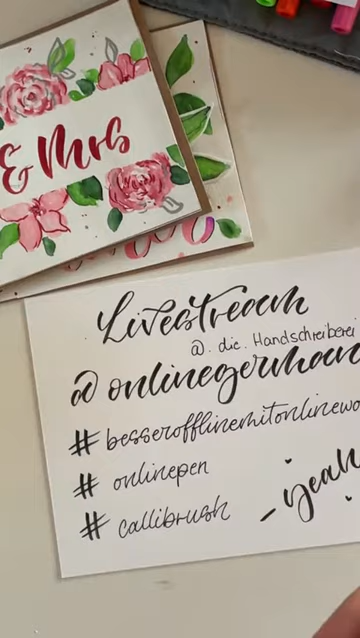 & Mrs
Livestream
@. die. Handschreiberei
@ onlinegerman
# besserofflinemitonlinewo
# onlinepen
# callibrush
- yeah